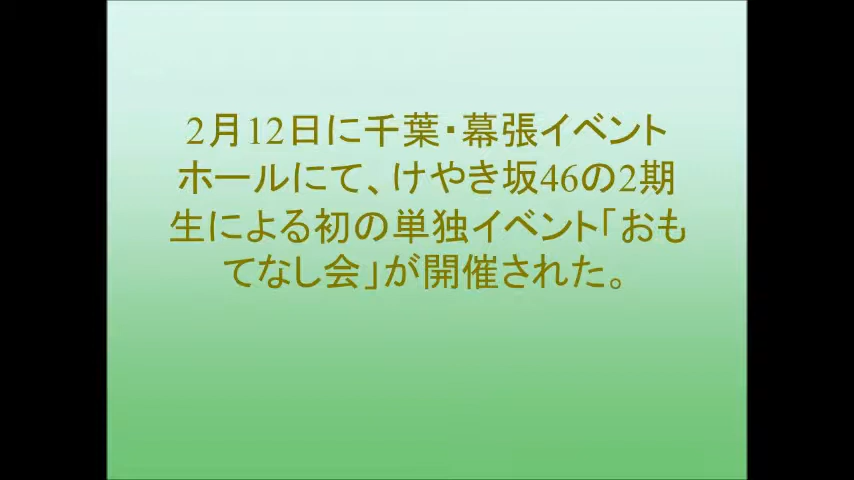 2月12日に千葉・幕張イベント
ホールにて、けやき坂46の2期
生による初の単独イベント「おも
てなし会」が開催された。